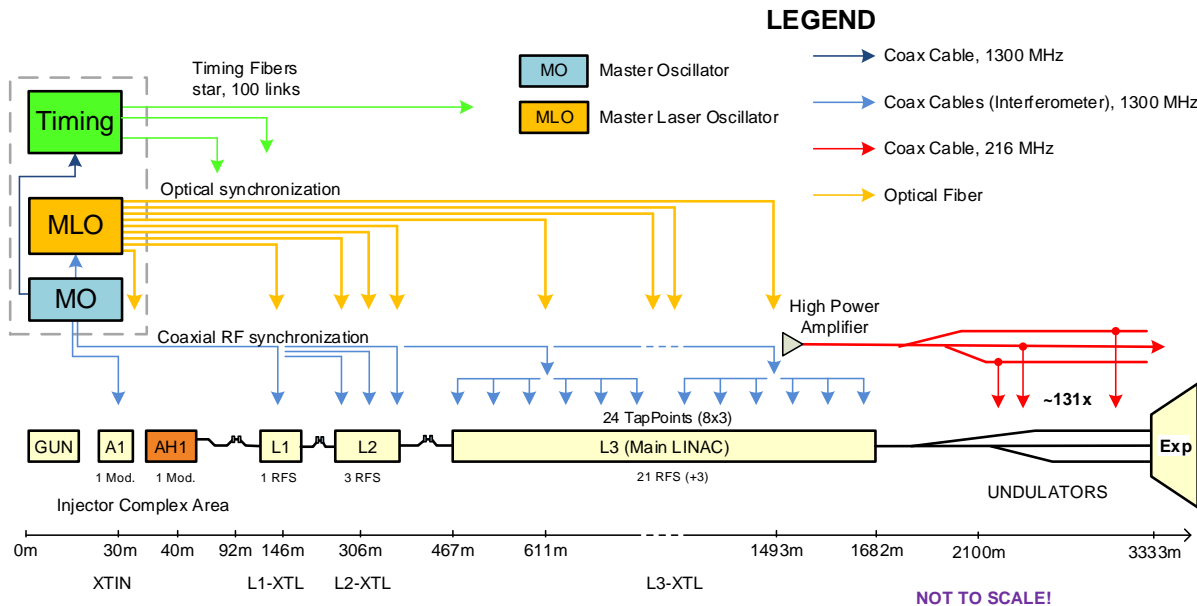 LEGEND
Timing Fibers
star, 100 links
MO
Master Oscillator
MLO
Master Laser Oscillator
Coax Cable, 1300 MHz
Coax Cables (Interferometer), 1300 MHz
Coax Cable, 216 MHz
Optical Fiber
Timing
Optical synchronization
MLO
MO
Coaxial RF synchronization
High Power
Amplifier
24 TapPoints (8x3)
~131x
GUN
A1
AH1
L1
L2
L3 (Main LINAC)
Exp
1 Mod.
1 Mod.
1 RFS
3 RFS
21 RFS (+3)
Injector Complex Area
UNDULATORS
0m
30m
40m
92m
146m
306m
467m
611m
1493m
1682m
2100m
3333m
XTIN
L1-XTL
L2-XTL
L3-XTL
NOT TO SCALE!